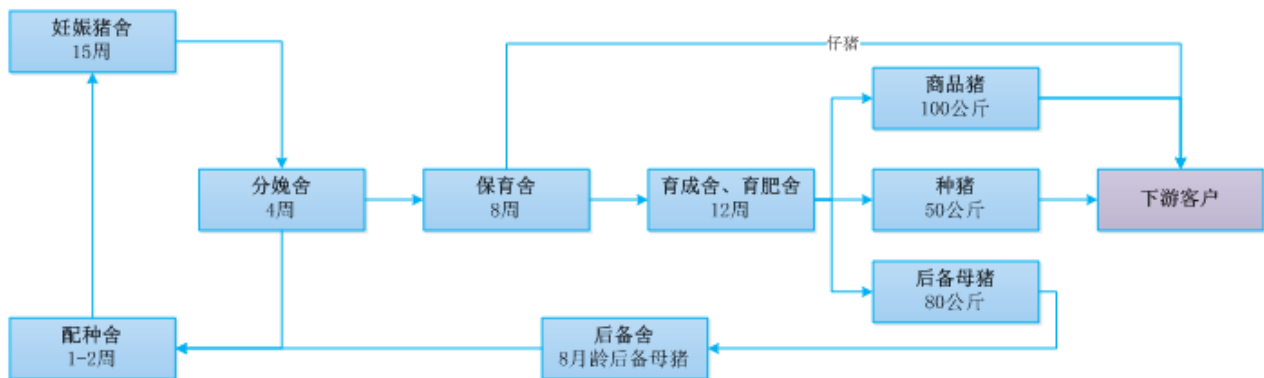 妊娠猪舍
15周
仔猪
商品猪
100公斤
分娩舍
4周
保育舍
8周
育成舍、育肥舍
12周
种猪
50公斤
下游客户
后备母猪
80公斤
配种舍
1-2周
后备舍
8月龄后备母猪